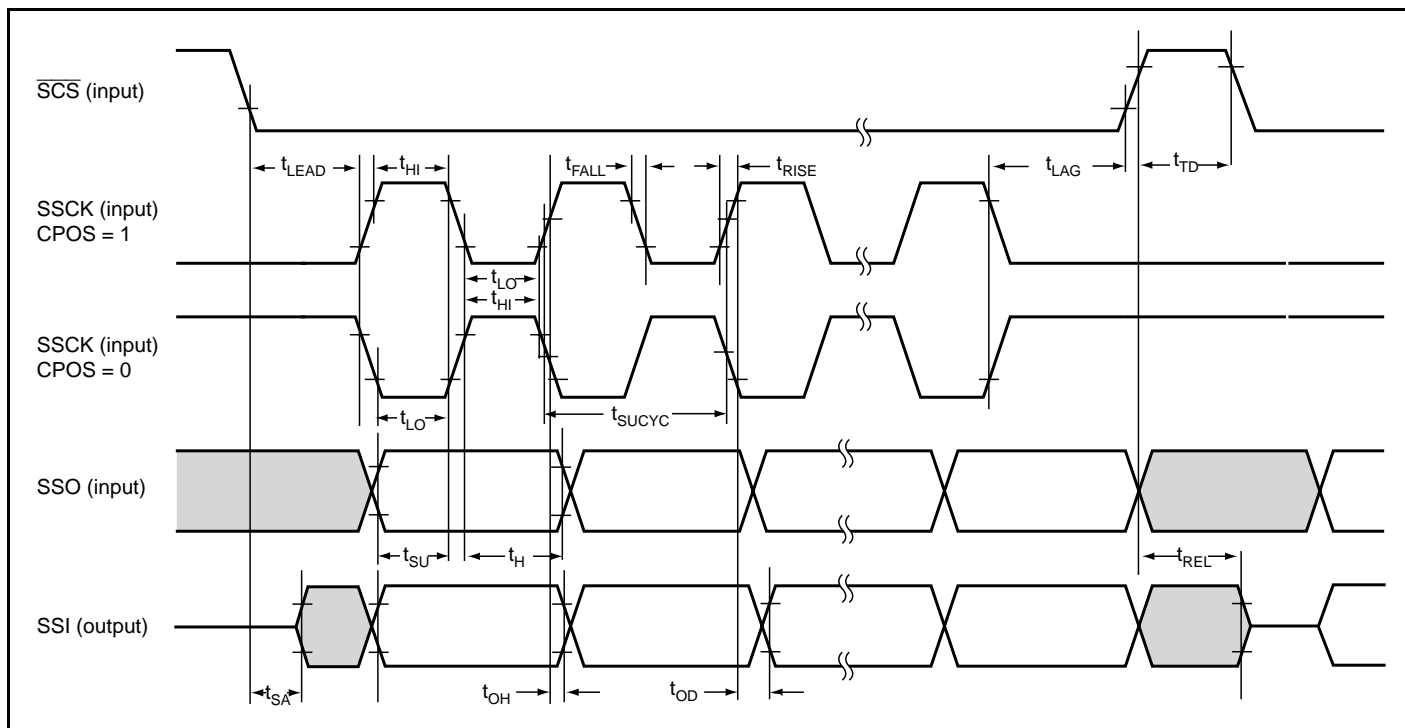 SCS (input)
tLEAD
tHI
tFALL
tRISE
tLAG
tTD
SSCK (input)
CPOS = 1
tLO
tHI
SSCK (input)
CPOS = 0
tLO
tSUCYC
SSO (input)
tSU
tH
tREL
SSI (output)
tSA
tOH
tOD